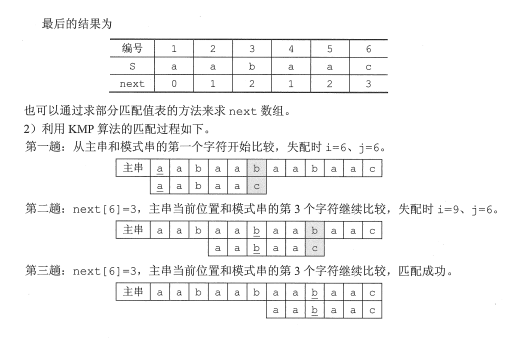 最后的结果为
编号 1 2 3 4 5 6
S a a b a a c
next 0 1 2 1 2 3
也可以通过求部分匹配值表的方法来求 next 数组。
2）利用 KMP 算法的匹配过程如下。
第一趟：从主串和模式串的第一个字符开始比较，失配时 i=6、j=6。
主串 a a b a a b a a b a a c
a a b a a c
第二趟：next[6]=3，主串当前位置和模式串的第 3 个字符继续比较，失配时 i=9、j=6。
主串 a a b a a b a a b a a c
a a b a a c
第三趟：next[6]=3，主串当前位置和模式串的第 3 个字符继续比较，匹配成功。
主串 a a b a a b a a b a a c
a a b a a c